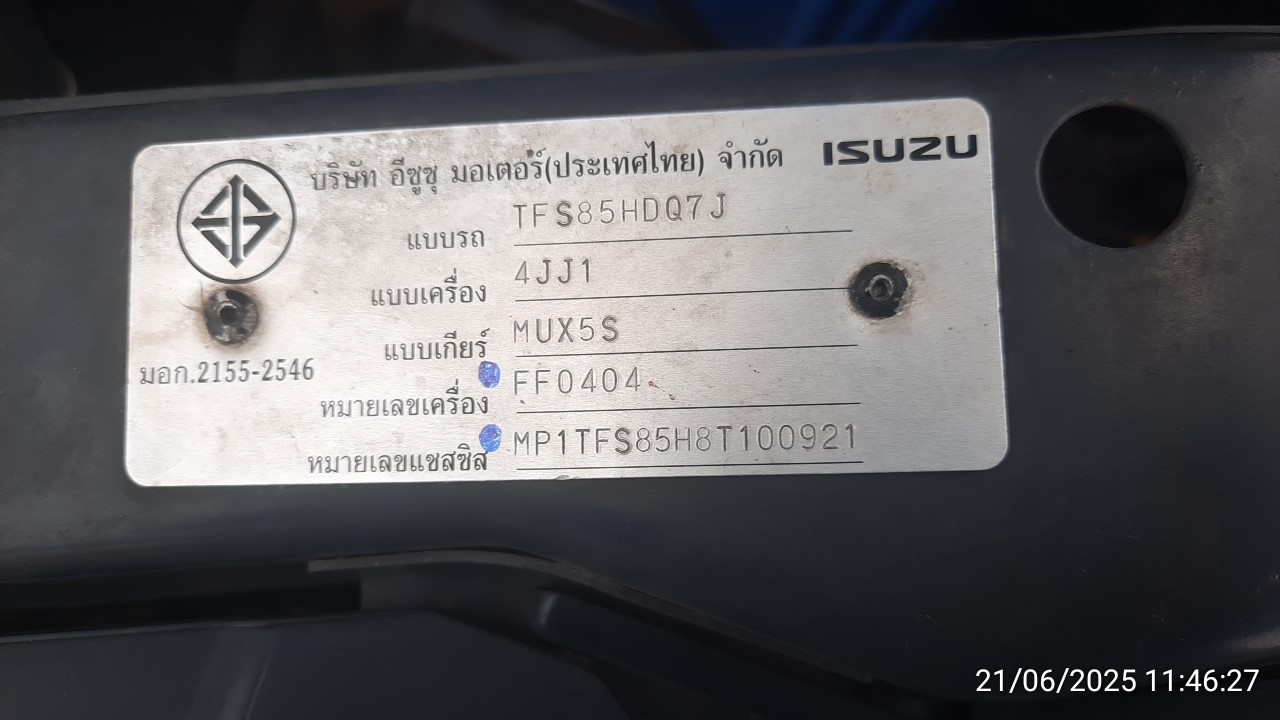 บริษัท อีซูซุ มอเตอร์(ประเทศไทย) จำกัด ISUZU
แบบรถ TFS85HDQ7J
แบบเครื่อง 4JJ1
แบบเกียร์ MUX5S
มอก.2155-2546
หมายเลขเครื่อง FF0404
หมายเลขแชสซิส MP1TFS85H8T100921
21/06/2025 11:46:27